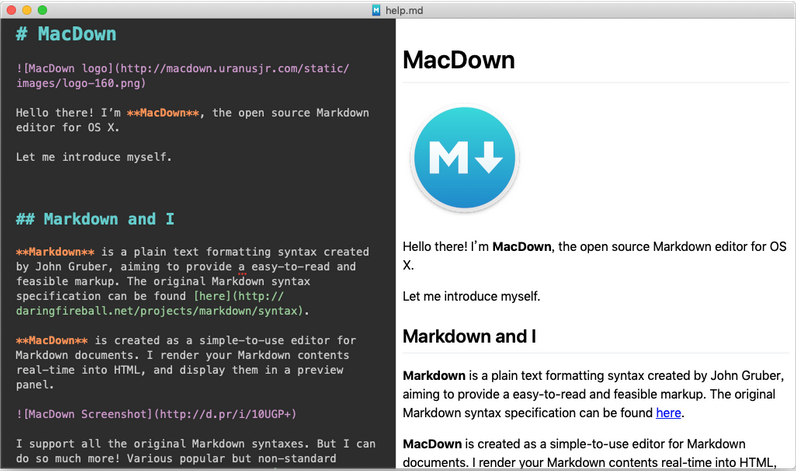 help.md
# MacDown
![MacDown logo](http://macdown.uranusjr.com/static/
images/logo-160.png)
Hello there! I’m **MacDown**, the open source Markdown
editor for OS X.
Let me introduce myself.
## Markdown and I
**Markdown** is a plain text formatting syntax created
by John Gruber, aiming to provide a easy-to-read and
feasible markup. The original Markdown syntax
specification can be found [here](http://
daringfireball.net/projects/markdown/syntax).
**MacDown** is created as a simple-to-use editor for
Markdown documents. I render your Markdown contents
real-time into HTML, and display them in a preview
panel.
![MacDown Screenshot](http://d.pr/i/10UGP+)
I support all the original Markdown syntaxes. But I can
do so much more! Various popular but non-standard
MacDown
M
Hello there! I’m MacDown, the open source Markdown editor for OS
X.
Let me introduce myself.
Markdown and I
Markdown is a plain text formatting syntax created by John Gruber,
aiming to provide a easy-to-read and feasible markup. The original
Markdown syntax specification can be found here.
MacDown is created as a simple-to-use editor for Markdown
documents. I render your Markdown contents real-time into HTML,